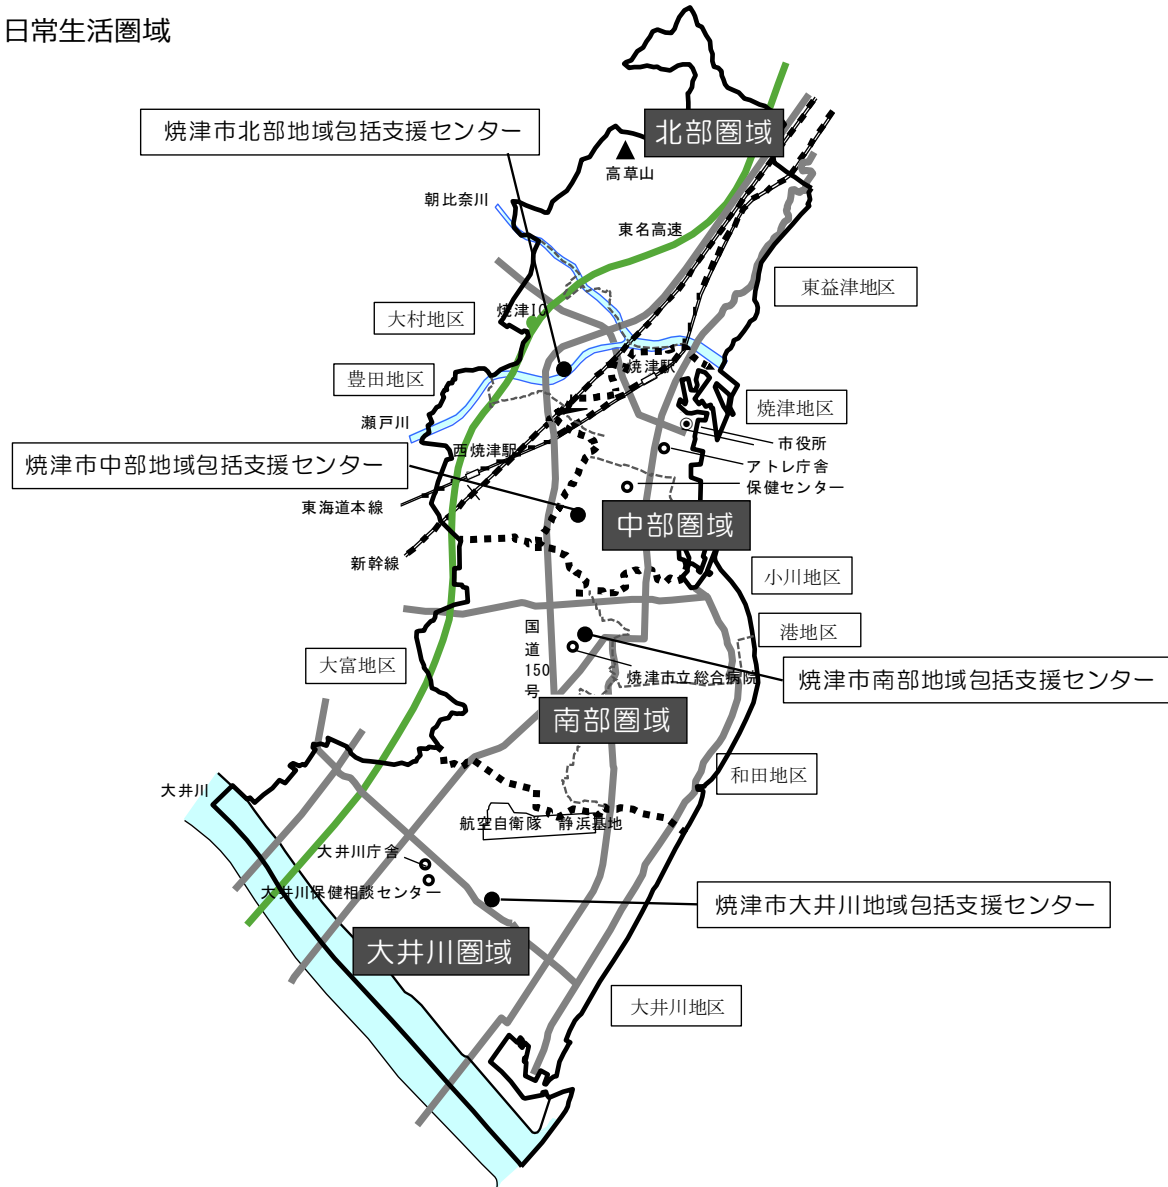 日常生活圏域
焼津市北部地域包括支援センター
北部圏域
高草山
朝比奈川
東名高速
東益津地区
焼津IC
大村地区
焼津駅
豊田地区
焼津地区
瀬戸川
市役所
西焼津駅
アトレ庁舎
焼津市中部地域包括支援センター
保健センター
東海道本線
中部圏域
新幹線
小川地区
国道150号
港地区
大富地区
焼津市立総合病院
焼津市南部地域包括支援センター
南部圏域
和田地区
大井川
航空自衛隊 静浜基地
大井川庁舎
大井川保健相談センター
焼津市大井川地域包括支援センター
大井川圏域
大井川地区